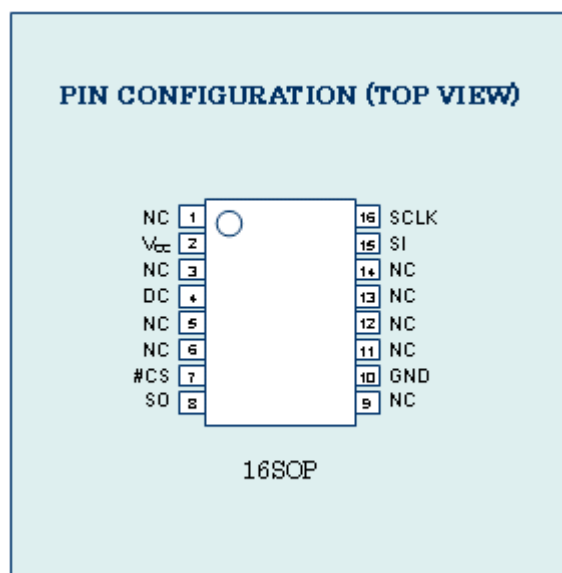 PIN CONFIGURATION (TOP VIEW)
NC 1 16 SCLK
Vcc 2 15 SI
NC 3 14 NC
DC 4 13 NC
NC 5 12 NC
NC 6 11 NC
#CS 7 10 GND
SO 8 9 NC
16SOP